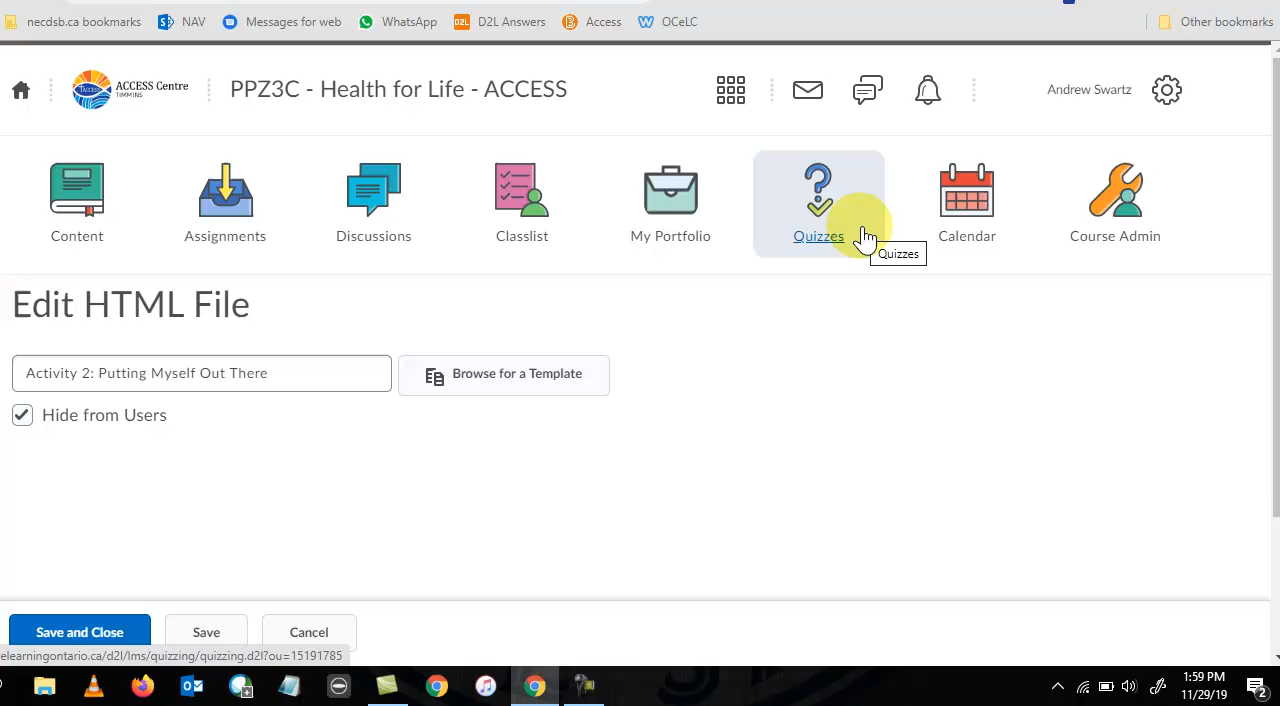 necdsb.ca bookmarks NAV Messages for web WhatsApp D2L D2L Answers Access OCeLC Other bookmarks
ACCESS ACCESS Centre
TIMMINS
PPZ3C - Health for Life - ACCESS
Andrew Swartz
Content Assignments Discussions Classlist My Portfolio Quizzes Calendar Course Admin
Quizzes
Edit HTML File
Activity 2: Putting Myself Out There
Browse for a Template
Hide from Users
Save and Close Save Cancel
elearningontario.ca/d2l/lms/quizzing/quizzing.d2l?ou=15191785
1:59 PM
11/29/19
2